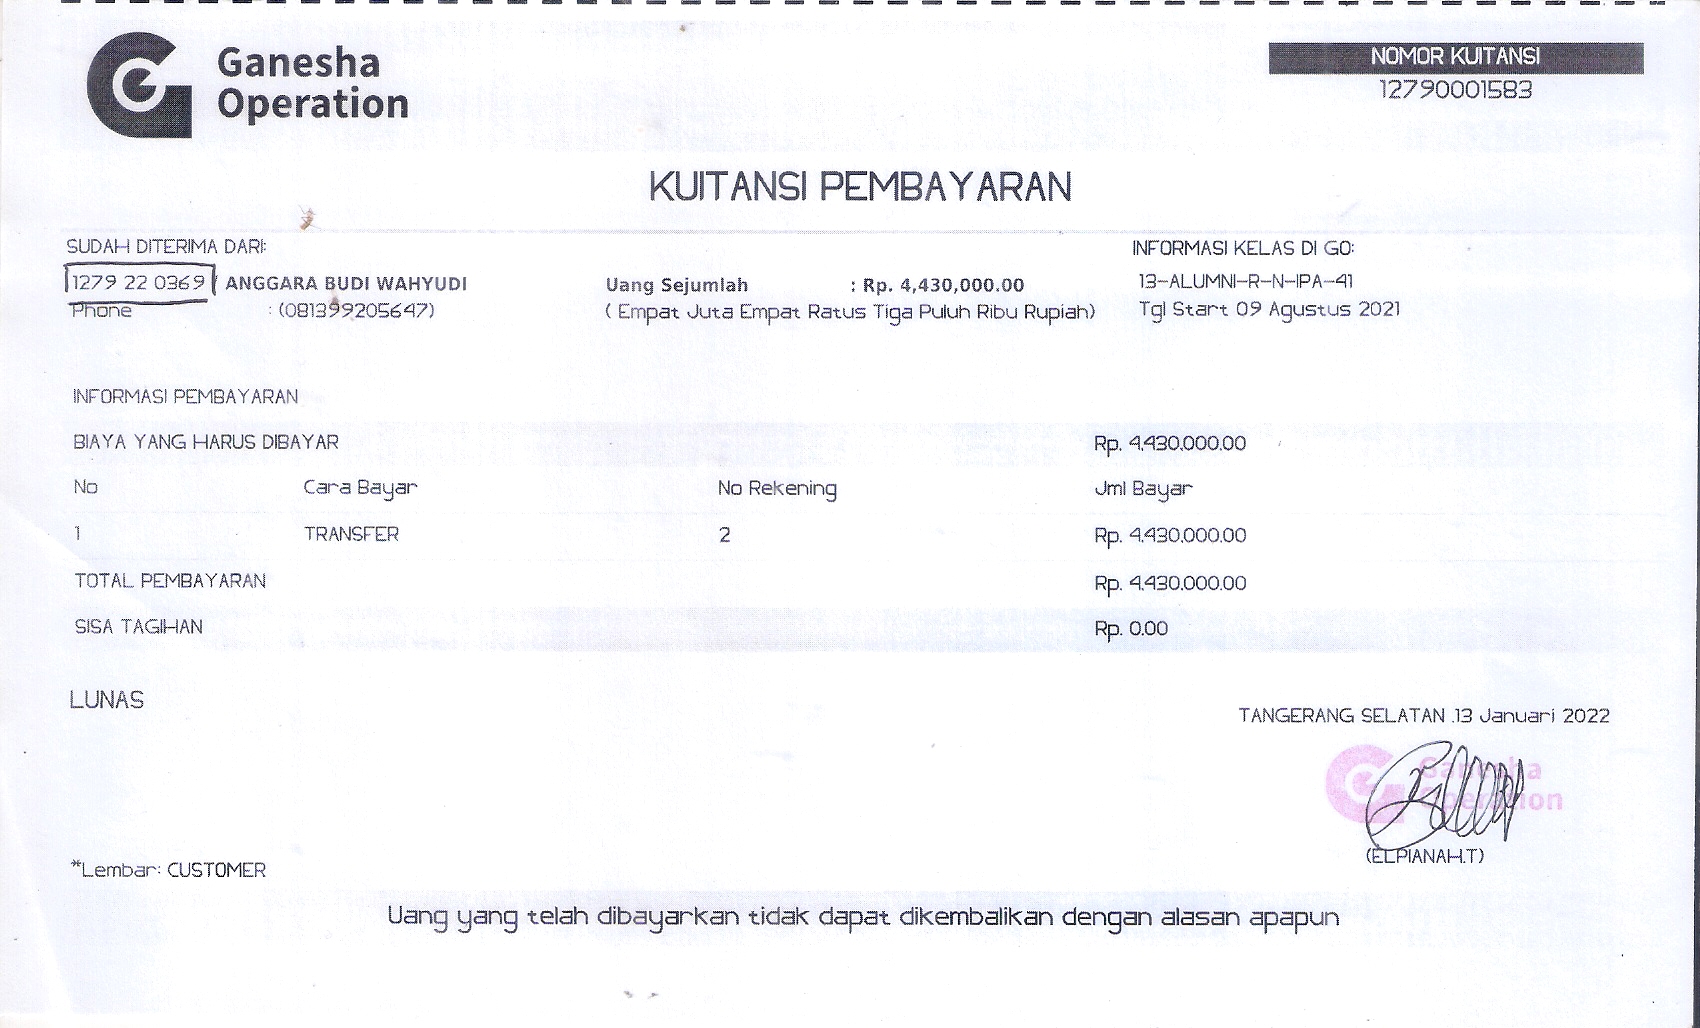 Ganesha
Operation
NOMOR KUITANSI
12790001583
KUITANSI PEMBAYARAN
SUDAH DITERIMA DARI:
1279 22 0369 / ANGGARA BUDI WAHYUDI
Phone : (081399205647)
Uang Sejumlah : Rp. 4,430,000.00
( Empat Juta Empat Ratus Tiga Puluh Ribu Rupiah)
INFORMASI KELAS DI GO:
13-ALUMNI-R-N-IPA-41
Tgl Start 09 Agustus 2021
INFORMASI PEMBAYARAN
BIAYA YANG HARUS DIBAYAR Rp. 4,430,000.00
No Cara Bayar No Rekening Jml Bayar
1 TRANSFER 2 Rp. 4,430,000.00
TOTAL PEMBAYARAN Rp. 4,430,000.00
SISA TAGIHAN Rp. 0.00
LUNAS
TANGERANG SELATAN ,13 Januari 2022
Ganesha
Operation
(ELPIANAH.T)
*Lembar: CUSTOMER
Uang yang telah dibayarkan tidak dapat dikembalikan dengan alasan apapun